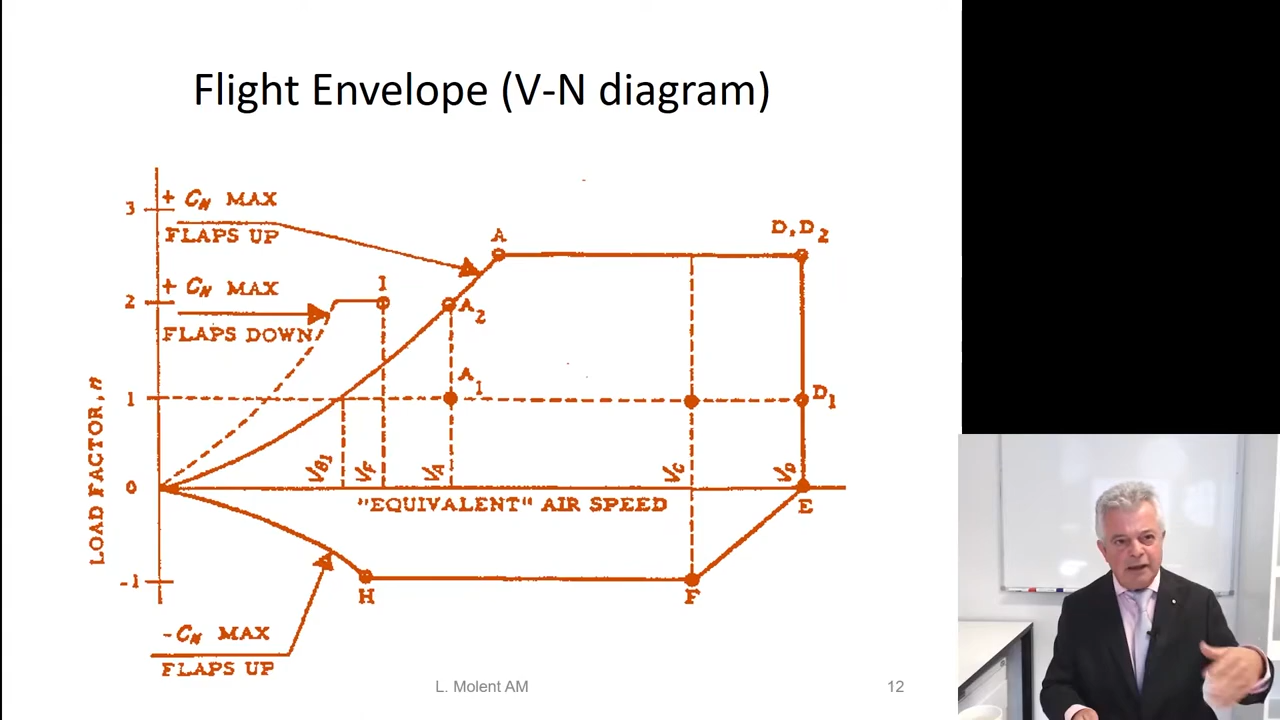 Flight Envelope (V-N diagram)
+ CN MAX
FLAPS UP
3
A
D, D2
+ CN MAX
FLAPS DOWN
2
I
A2
A1
1
D1
LOAD FACTOR, n
VS1
VF
VA
VC
VD
0
"EQUIVALENT" AIR SPEED
E
-1
H
F
-CN MAX
FLAPS UP
L. Molent AM
12